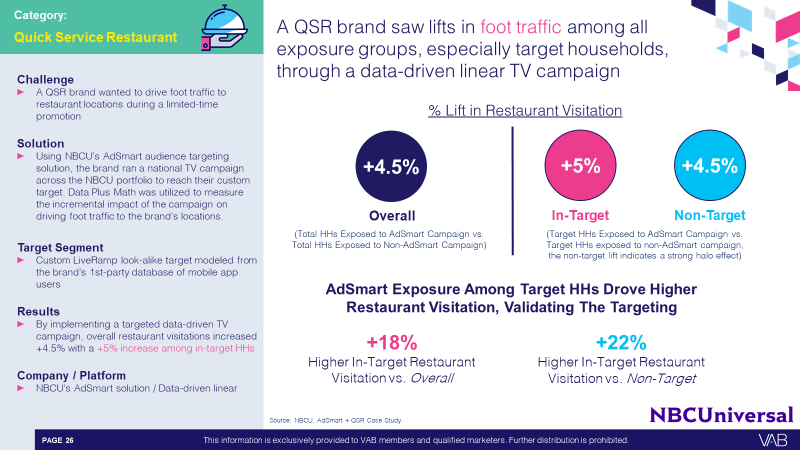 Category:
Quick Service Restaurant
A QSR brand saw lifts in foot traffic among all
exposure groups, especially target households,
through a data-driven linear TV campaign
Challenge
A QSR brand wanted to drive foot traffic to
restaurant locations during a limited-time
promotion
Solution
Using NBCU's AdSmart audience targeting
solution, the brand ran a national TV campaign
across the NBCU portfolio to reach their custom
target. Data Plus Math was utilized to measure
the incremental impact of the campaign on
driving foot traffic to the brand's locations.
Target Segment
Custom LiveRamp look-alike target modeled from
the brand's 1st-party database of mobile app
users
Results
By implementing a targeted data-driven TV
campaign, overall restaurant visitations increased
+4.5% with a +5% increase among in-target HHs
Company / Platform
NBCU's AdSmart solution / Data-driven linear
% Lift in Restaurant Visitation
+4.5%
Overall
(Total HHs Exposed to AdSmart Campaign vs.
Total HHs Exposed to Non-AdSmart Campaign)
+5%
In-Target
+4.5%
Non-Target
(Target HHs Exposed to AdSmart Campaign vs.
Target HHs exposed to non-AdSmart campaign,
the non-target lift indicates a strong halo effect)
AdSmart Exposure Among Target HHs Drove Higher
Restaurant Visitation, Validating The Targeting
+18%
Higher In-Target Restaurant
Visitation vs. Overall
+22%
Higher In-Target Restaurant
Visitation vs. Non-Target
Source: NBCU, AdSmart + QSR Case Study.
NBCUniversal
PAGE 26
This information is exclusively provided to VAB members and qualified marketers. Further distribution is prohibited.
VAB